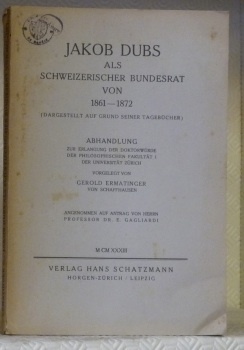 JAKOB DUBS
ALS
SCHWEIZERISCHER BUNDESRAT
VON
1861—1872
(DARGESTELLT AUF GRUND SEINER TAGEBÜCHER)
ABHANDLUNG
ZUR ERLANGUNG DER DOKTORWÜRDE
DER PHILOSOPHISCHEN FAKULTÄT I
DER UNIVERSITÄT ZÜRICH
VORGELEGT VON
GEROLD ERMATINGER
VON SCHAFFHAUSEN
ANGENOMMEN AUF ANTRAG VON HERRN
PROFESSOR DR. E. GAGLIARDI
M·CM·XXXIII
VERLAG HANS SCHATZMANN
HORGEN-ZÜRICH / LEIPZIG